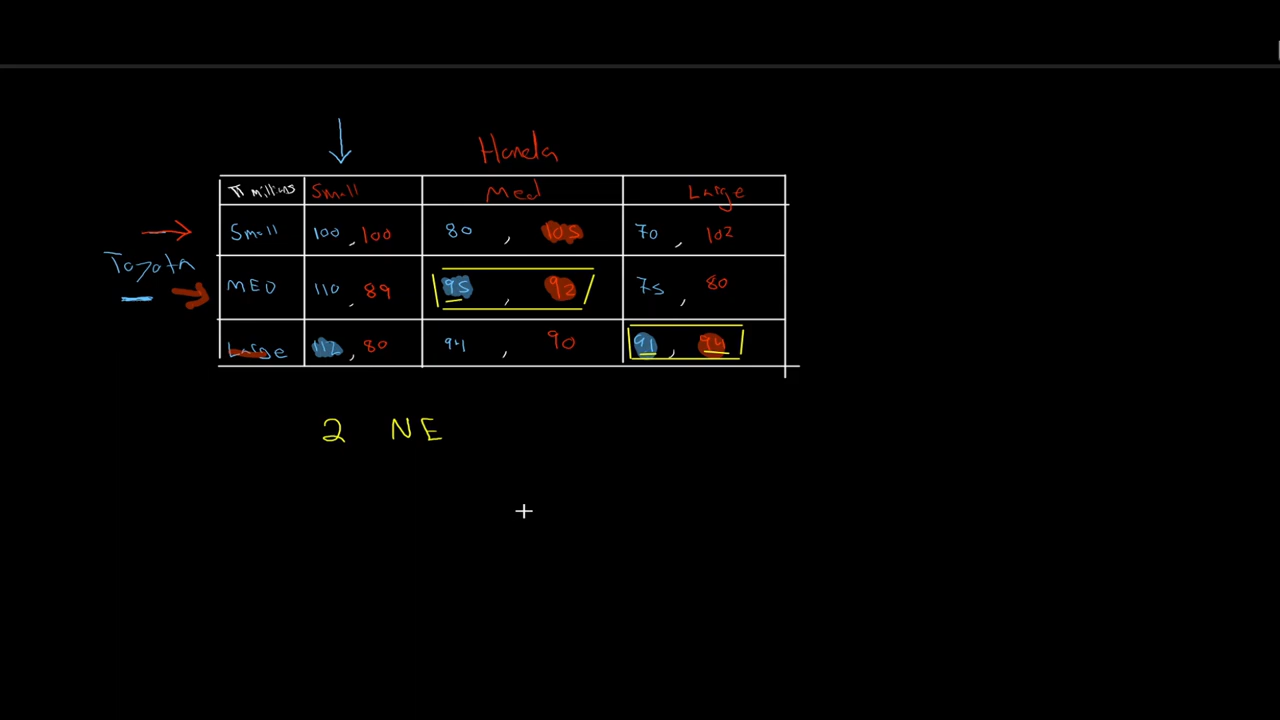 Honda
π millions Small Med Large
Small 100 , 100 80 , 105 70 , 102
Toyota
MED 110 , 89 95 , 92 75 , 80
Large 112 , 80 94 , 90 91 , 94
2 NE